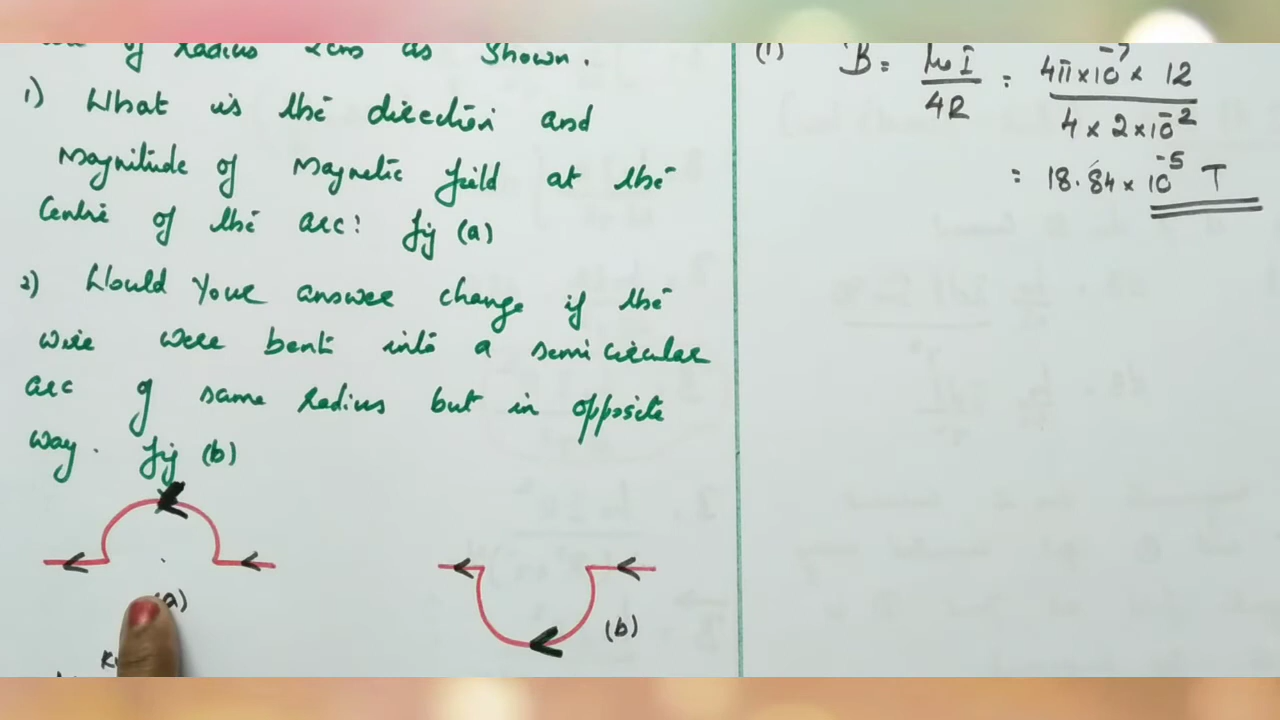 of radius 2cms as shown.
1) What is the direction and
magnitude of magnetic field at the
centre of the arc: fig (a)
2) Would your answer change if the
wire were bent into a semicircular
arc of same radius but in opposite
way. fig (b)
(a)
(b)
(1) B = μ₀I / 4R = 4π×10⁻⁷ × 12 / 4 × 2×10⁻²
= 18.84 × 10⁻⁵ T